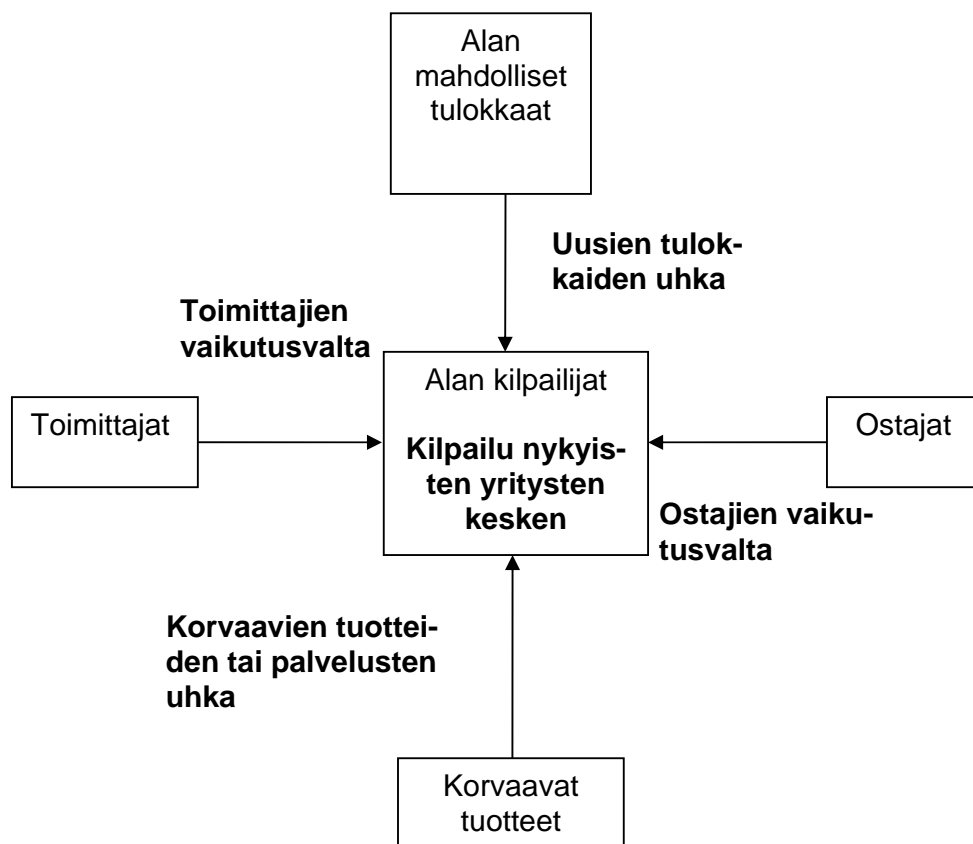 Alan
mahdolliset
tulokkaat
Uusien tulok-
kaiden uhka
Toimittajien
vaikutusvalta
Alan kilpailijat
Kilpailu nykyis-
ten yritysten
kesken
Toimittajat
Ostajat
Ostajien vaiku-
tusvalta
Korvaavien tuottei-
den tai palvelusten
uhka
Korvaavat
tuotteet